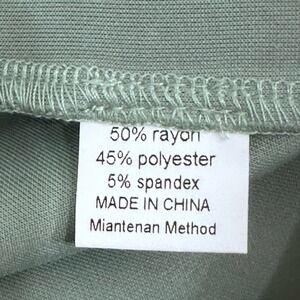 50% rayon
45% polyester
5% spandex
MADE IN CHINA
Miantenan Method